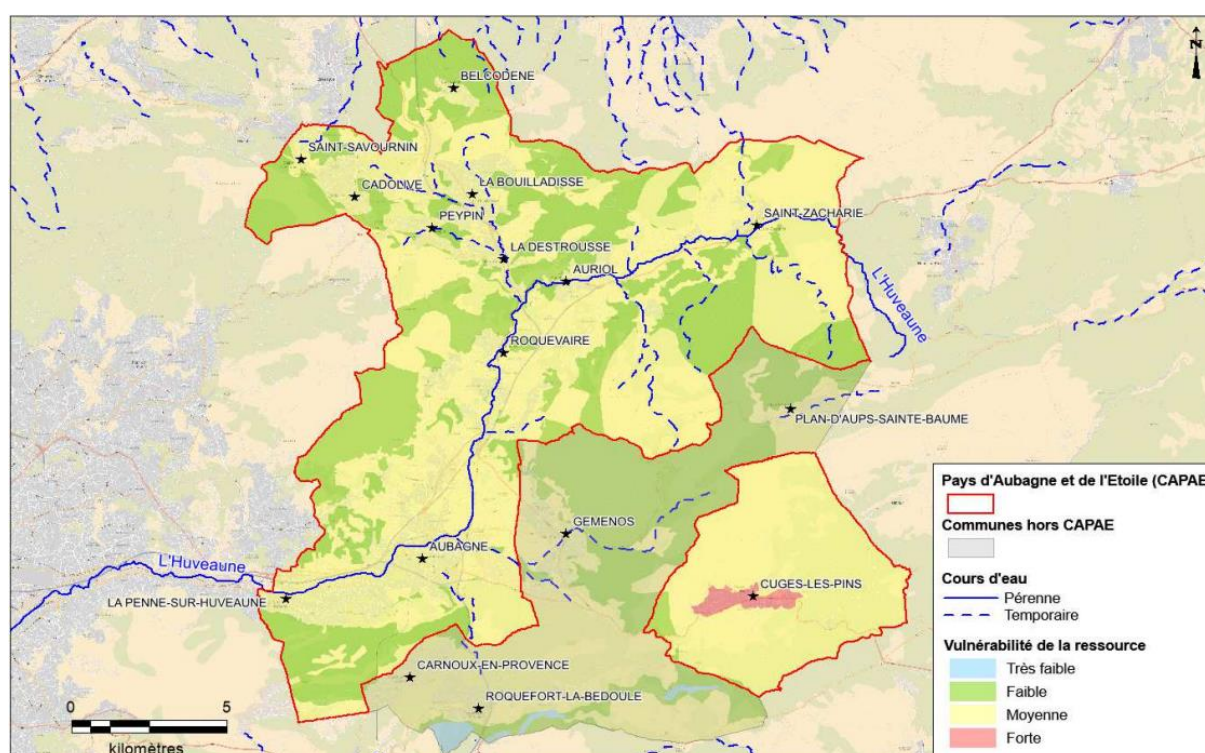 N
BELCODENE
SAINT-SAVOURNIN
CADOLIVE
LA BOUILLADISSE
PEYPIN
SAINT-ZACHARIE
LA DESTROUSSE
AURIOL
L'Huveaune
ROQUEVAIRE
PLAN-D'AUPS-SAINTE-BAUME
GEMENOS
AUBAGNE
L'Huveaune
CUGES-LES-PINS
LA PENNE-SUR-HUVEAUNE
CARNOUX-EN-PROVENCE
ROQUEFORT-LA-BEDOULE
0 5
kilomètres
Pays d'Aubagne et de l'Etoile (CAPAE
Communes hors CAPAE
Cours d'eau
Pérenne
Temporaire
Vulnérabilité de la ressource
Très faible
Faible
Moyenne
Forte